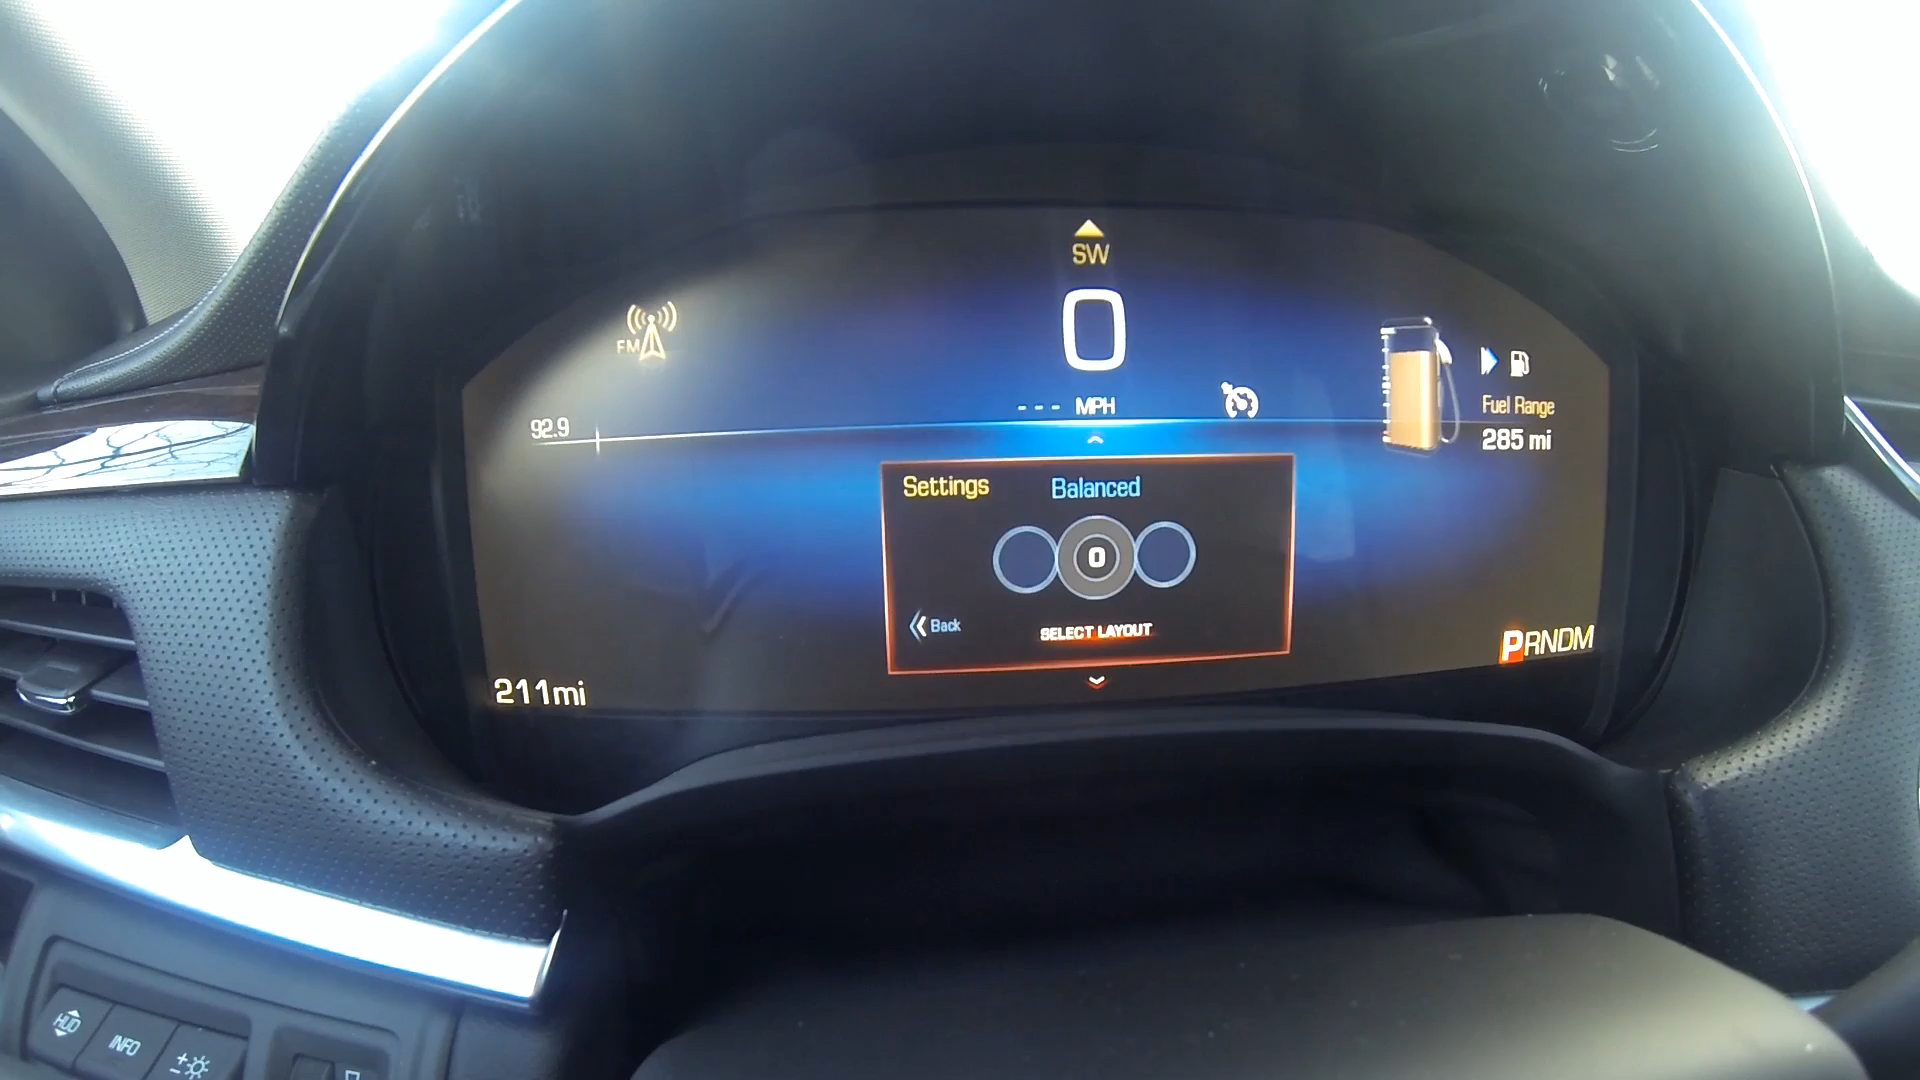 SW
0
FM
--- MPH
92.9
Fuel Range
285 mi
Settings
Balanced
0
Back
SELECT LAYOUT
PRNDM
211mi
HUD
INFO